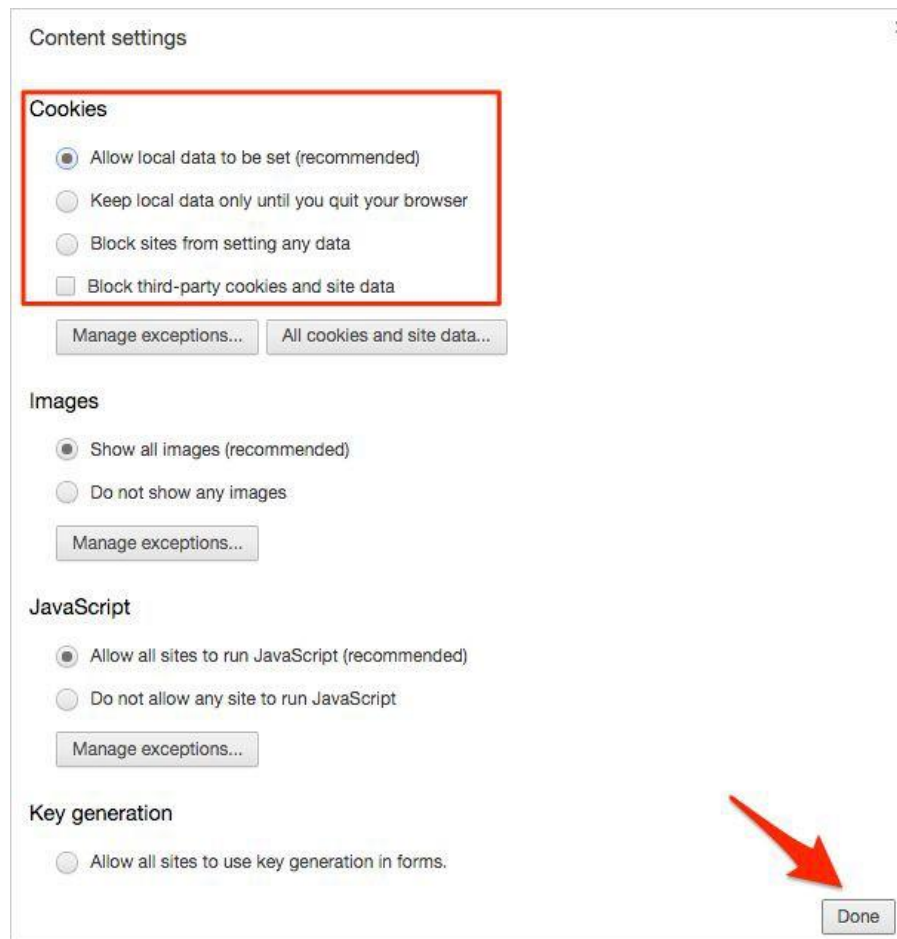 Content settings
Cookies
Allow local data to be set (recommended)
Keep local data only until you quit your browser
Block sites from setting any data
Block third-party cookies and site data
Manage exceptions... All cookies and site data...
Images
Show all images (recommended)
Do not show any images
Manage exceptions...
JavaScript
Allow all sites to run JavaScript (recommended)
Do not allow any site to run JavaScript
Manage exceptions...
Key generation
Allow all sites to use key generation in forms.
Done